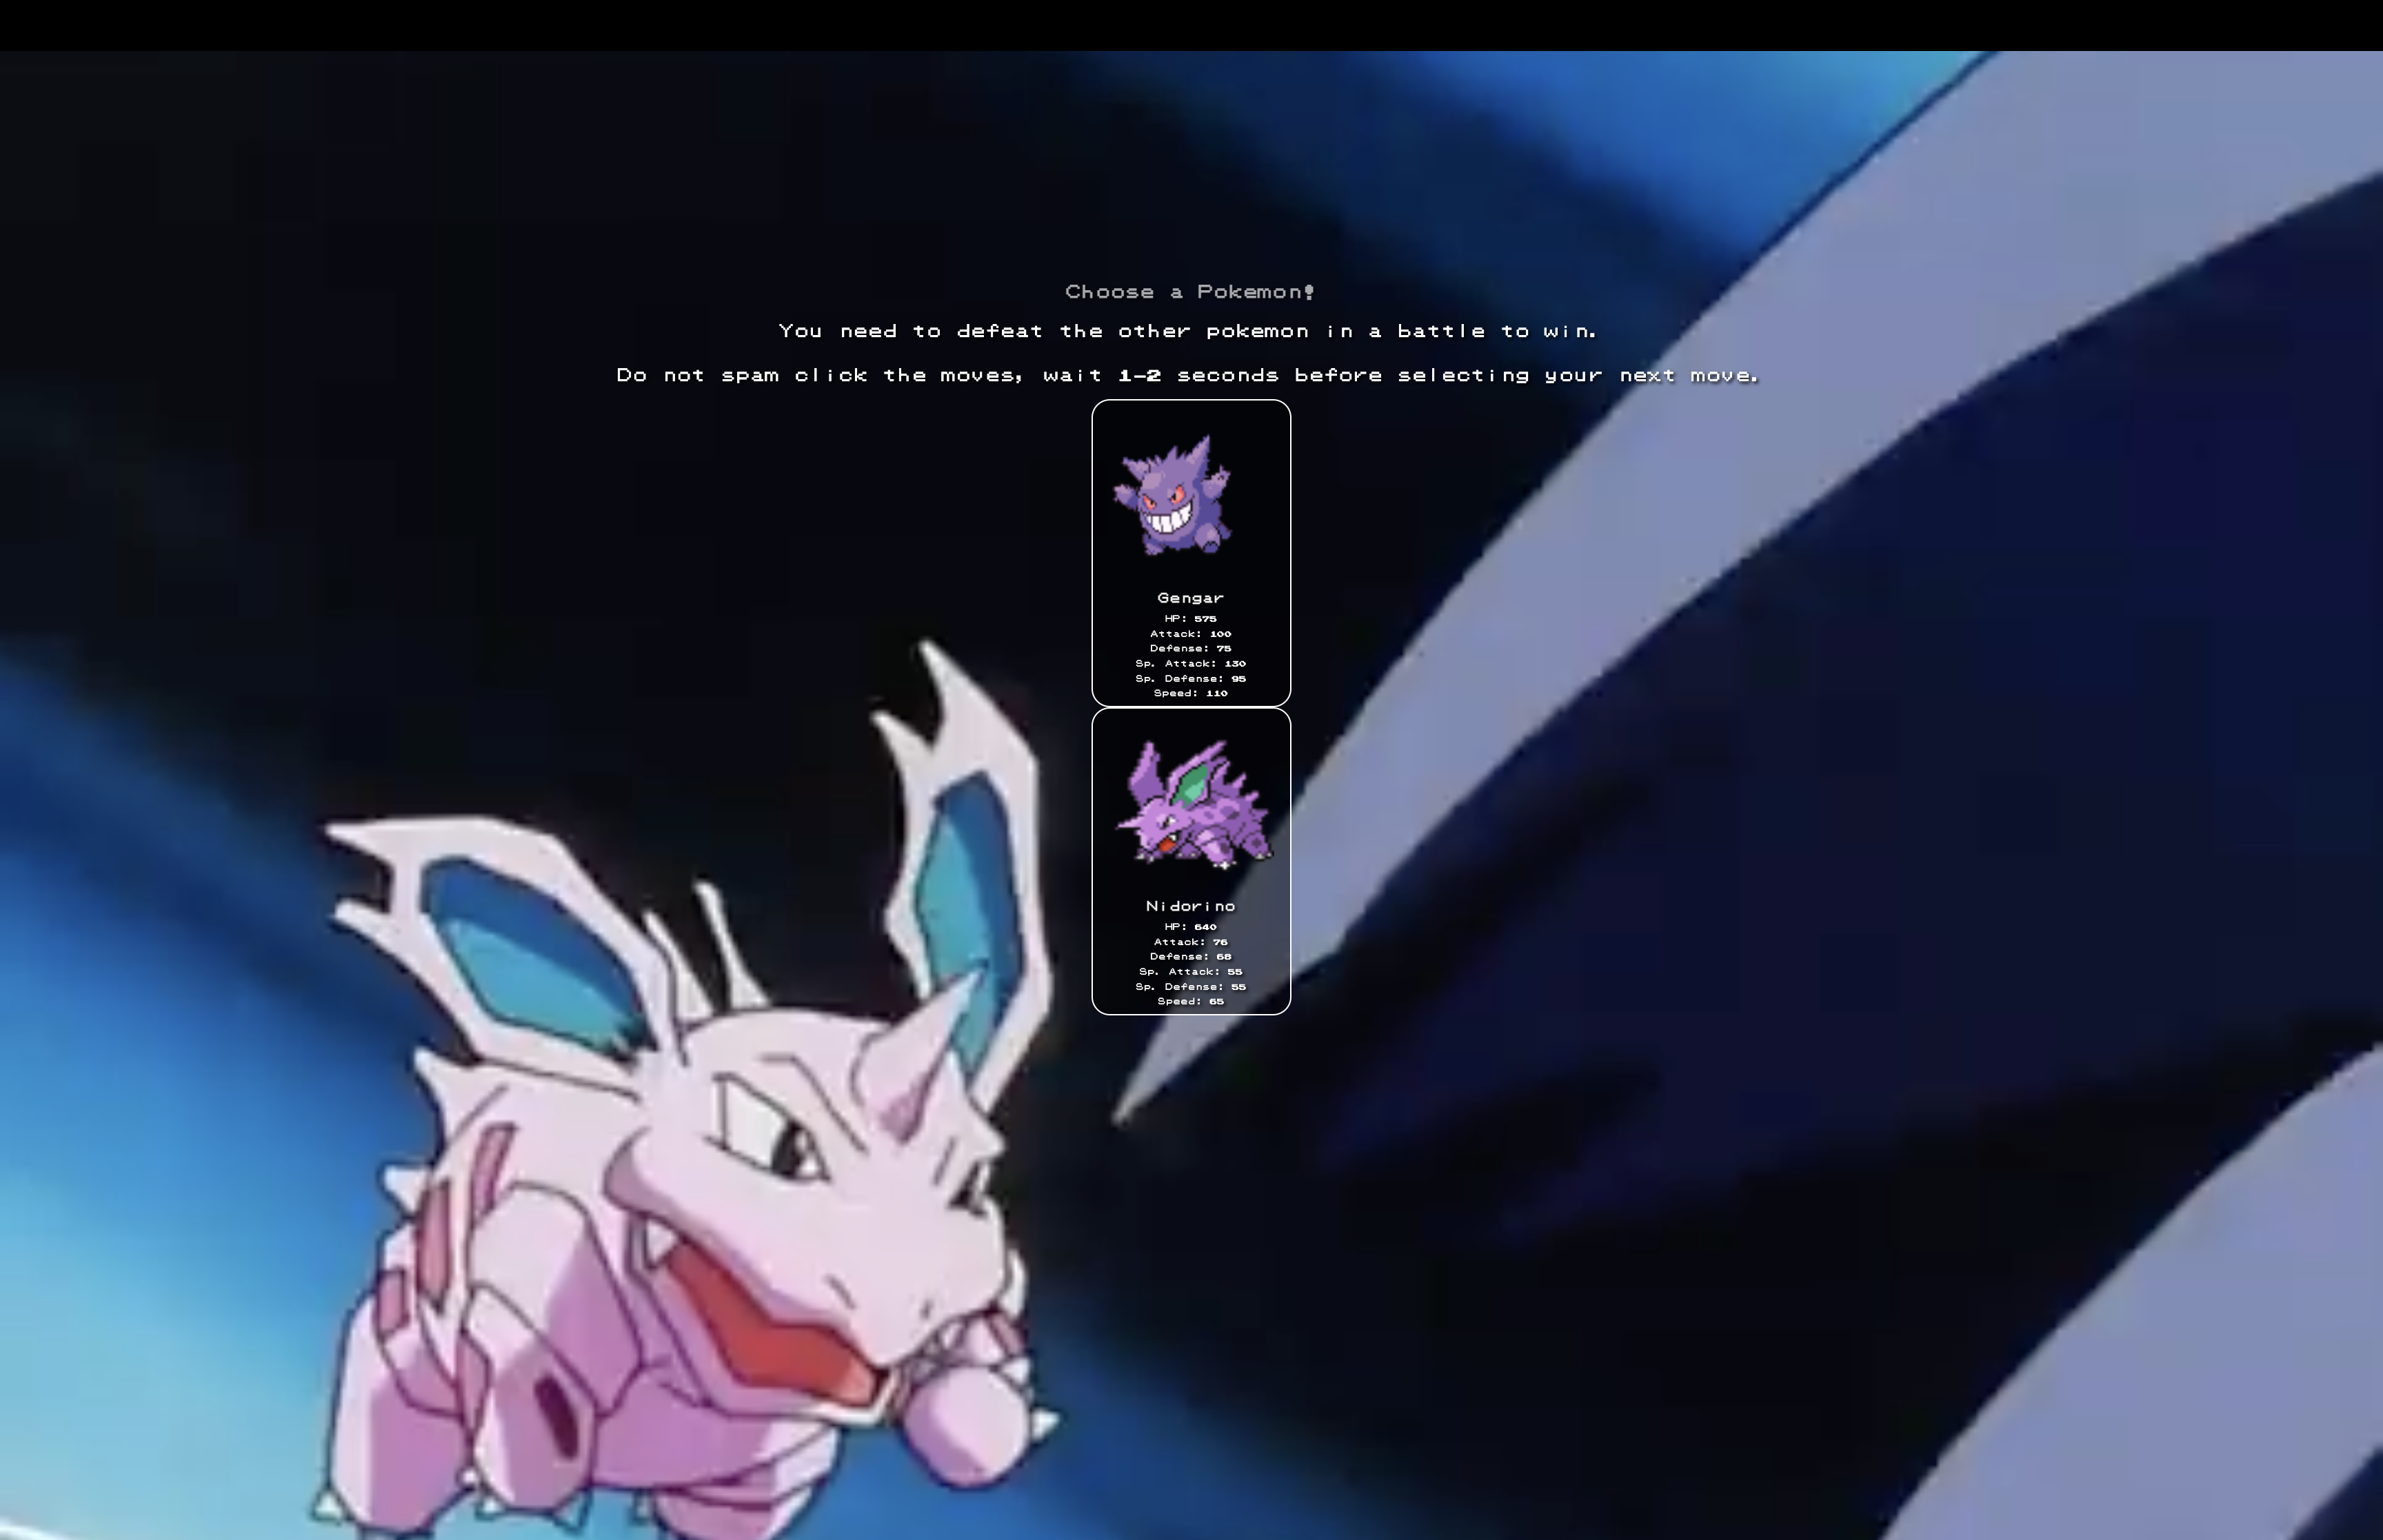 Choose a Pokemon!
You need to defeat the other pokemon in a battle to win.
Do not spam click the moves, wait 1-2 seconds before selecting your next move.
Gengar
HP: 575
Attack: 100
Defense: 75
Sp. Attack: 130
Sp. Defense: 95
Speed: 110
Nidorino
HP: 640
Attack: 76
Defense: 68
Sp. Attack: 55
Sp. Defense: 55
Speed: 65